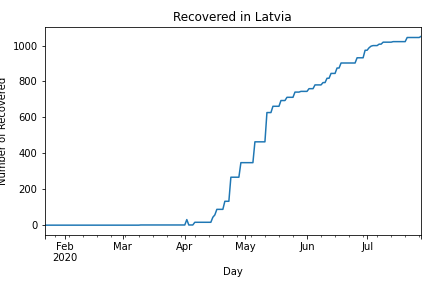 Recovered in Latvia
Number of Recovered
1000
800
600
400
200
0
Feb
2020
Mar
Apr
May
Jun
Jul
Day